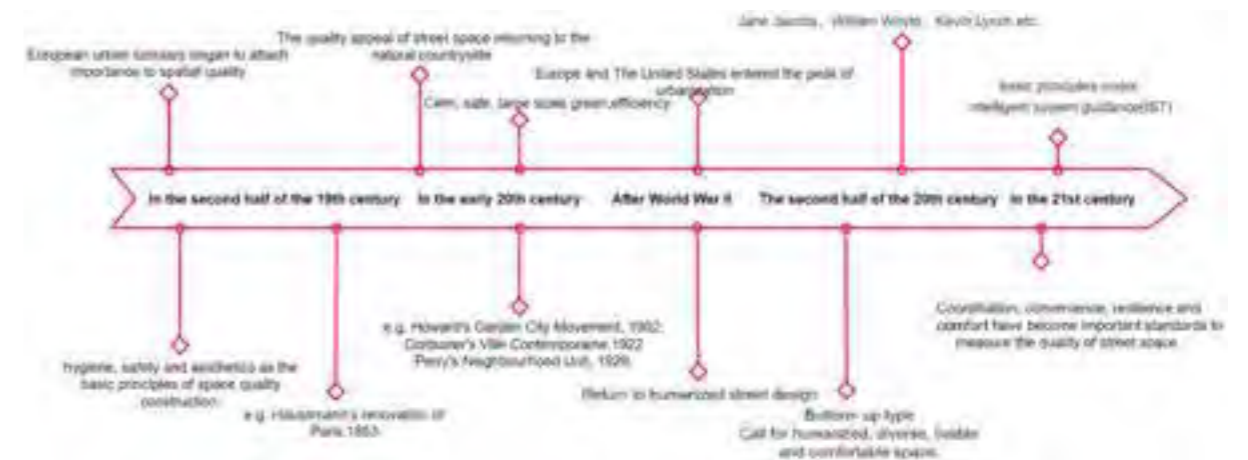 Jane Jacobs, William Whyte, Kevin Lynch etc.
The quality appeal of street space returning to the
natural countryside
European union luminary began to attach
importance to spatial quality
Europe and The United States entered the peak of
urbanization
Calm, safe, large scale green, efficiency
basic principles under
intelligent system guidance(IST)
In the second half of the 19th century
In the early 20th century
After World War II
The second half of the 20th century
In the 21st century
hygiene, safety and aesthetics as the
basic principles of space quality
construction
e.g. Haussmann's renovation of
Paris,1853
e.g. Howard's Garden City Movement, 1902;
Corbusier's Ville Contemporaine,1922
Perry's Neighbourhood Unit, 1929.
Return to humanized street design
Bottom- up type
Call for humanized, diverse, livable
and comfortable space.
Coordination, convenience, resilience and
comfort have become important standards to
measure the quality of street space.